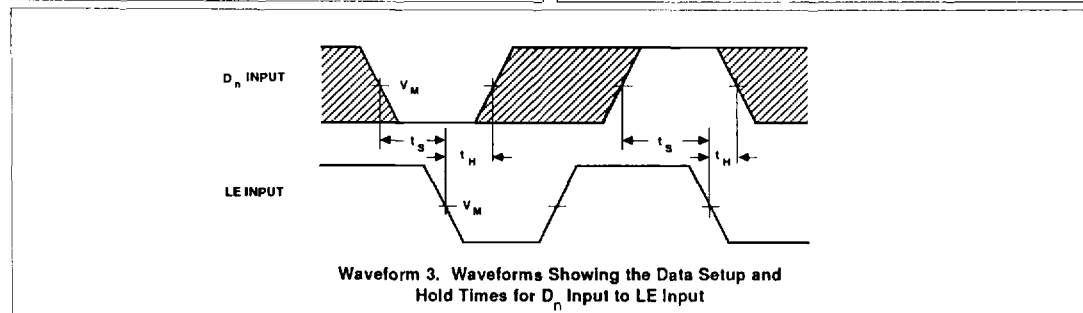 Dn INPUT
VM
tS
tH
tS
tH
LE INPUT
VM
Waveform 3. Waveforms Showing the Data Setup and
Hold Times for Dn Input to LE Input